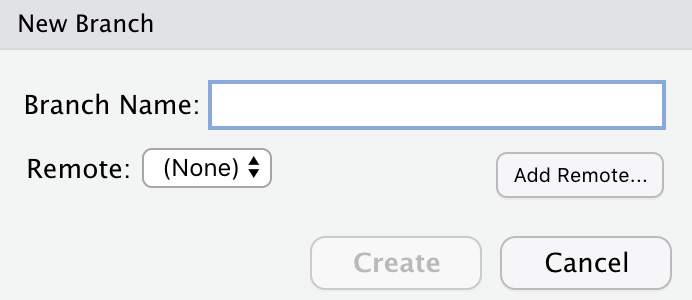 New Branch
Branch Name:
Remote: (None) Add Remote...
Create Cancel